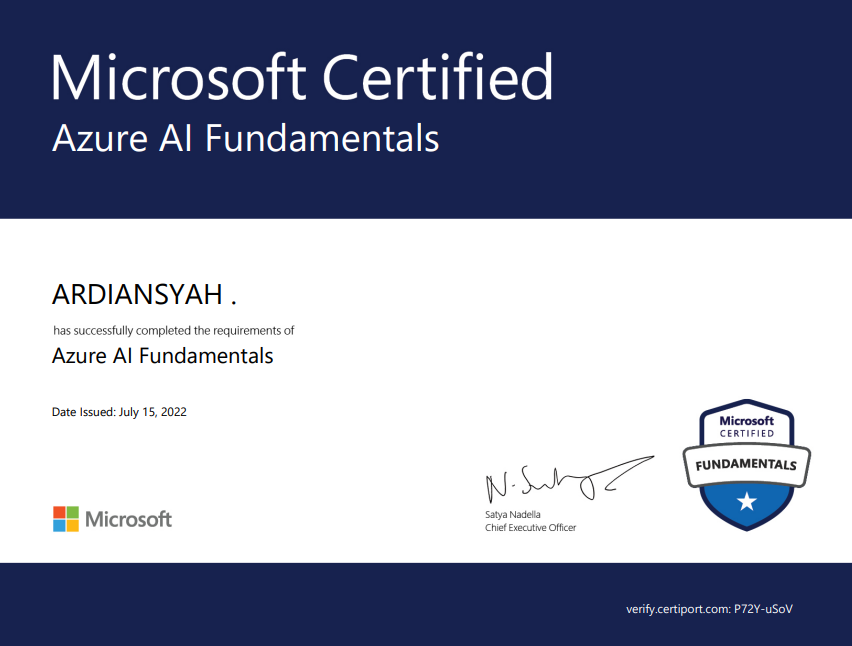 Microsoft Certified
Azure AI Fundamentals
ARDIANSYAH .
has successfully completed the requirements of
Azure AI Fundamentals
Date Issued: July 15, 2022
Microsoft
CERTIFIED
FUNDAMENTALS
N. Satya
Satya Nadella
Chief Executive Officer
Microsoft
verify.certiport.com: P72Y-uSoV